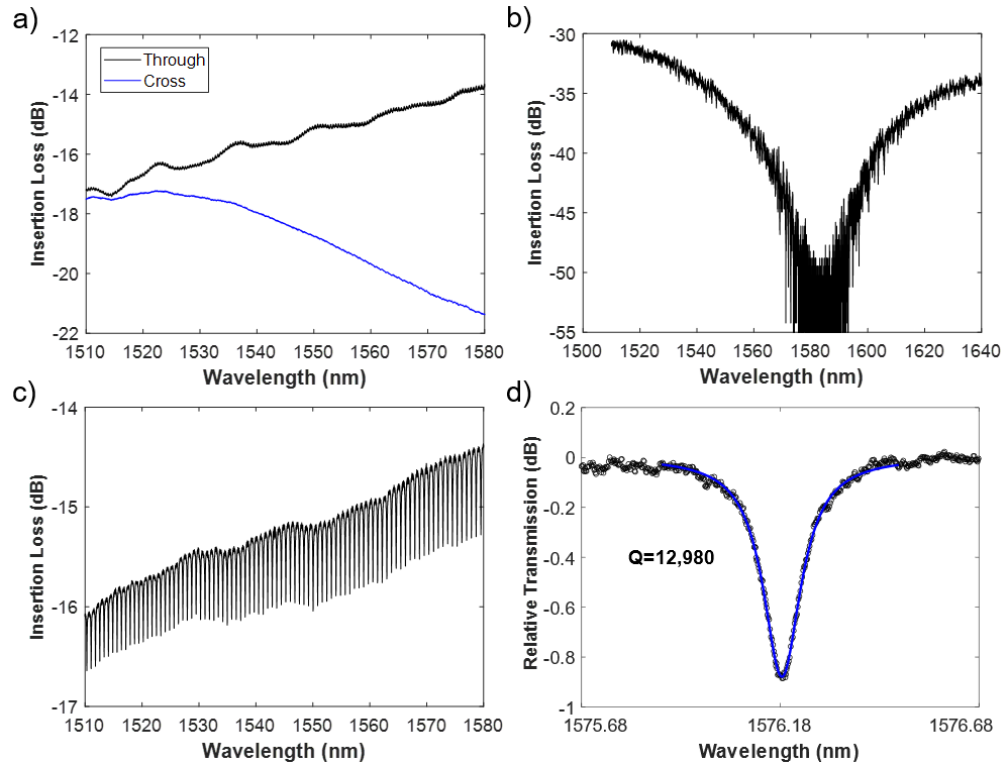 a)
-12
-14
-16
-18
-20
-22
Insertion Loss (dB)
Through
Cross
1510 1520 1530 1540 1550 1560 1570 1580
Wavelength (nm)
b)
-30
-35
-40
-45
-50
-55
Insertion Loss (dB)
1500 1520 1540 1560 1580 1600 1620 1640
Wavelength (nm)
c)
-14
-15
-16
-17
Insertion Loss (dB)
1510 1520 1530 1540 1550 1560 1570 1580
Wavelength (nm)
d)
0.2
0
-0.2
-0.4
-0.6
-0.8
-1
Relative Transmission (dB)
Q=12,980
1575.68 1576.18 1576.68
Wavelength (nm)